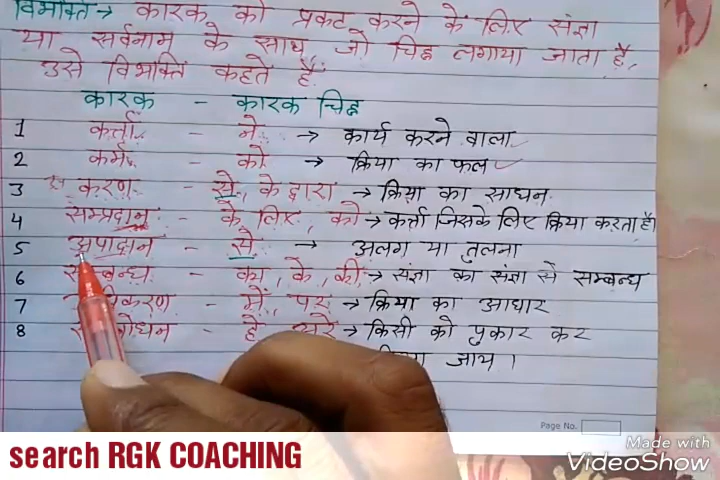 विभक्ति → कारक को प्रकट करने के लिए संज्ञा
या सर्वनाम के साथ जो चिह्न लगाया जाता है,
उसे विभक्ति कहते हैं
कारक - कारक चिह्न
1 कर्त्ता - ने → कार्य करने वाला
2 कर्म - को → क्रिया का फल
3 करण - से, के द्वारा → क्रिया का साधन
4 सम्प्रदान - के लिए, को → कर्त्ता जिसके लिए क्रिया करता है।
5 अपादान - से → अलग या तुलना
6 सम्बन्ध - का, के, की → संज्ञा का संज्ञा से सम्बन्ध
7 करण - में, पर → क्रिया का आधार
8 धन - हे अरे → किसी को पुकार कर
जाय ।
Page No.
Made with
VideoShow
search RGK COACHING